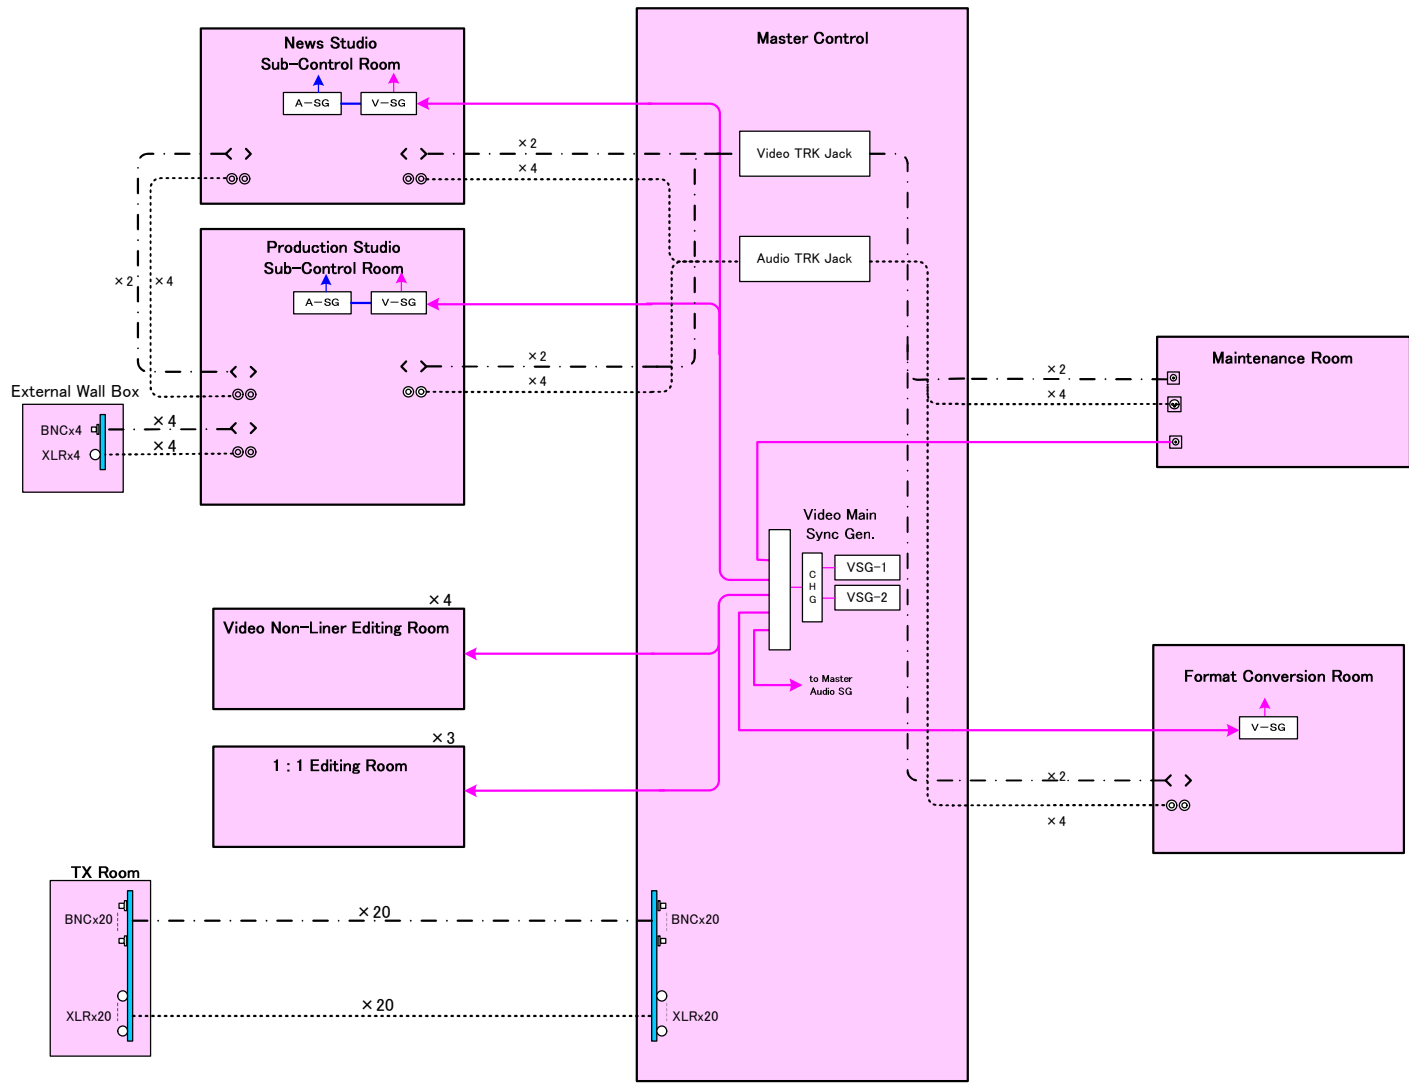 News Studio
Sub-Control Room
A-SG
V-SG
×2
×4
Production Studio
Sub-Control Room
A-SG
V-SG
×2
×4
×2
×4
External Wall Box
BNCx4
XLRx4
×4
×4
Master Control
Video TRK Jack
Audio TRK Jack
Video Main
Sync Gen.
C
H
G
VSG-1
VSG-2
to Master
Audio SG
Maintenance Room
×2
×4
×4
Video Non-Liner Editing Room
×3
1 : 1 Editing Room
Format Conversion Room
V-SG
×2
×4
TX Room
BNCx20
XLRx20
×20
×20
BNCx20
XLRx20